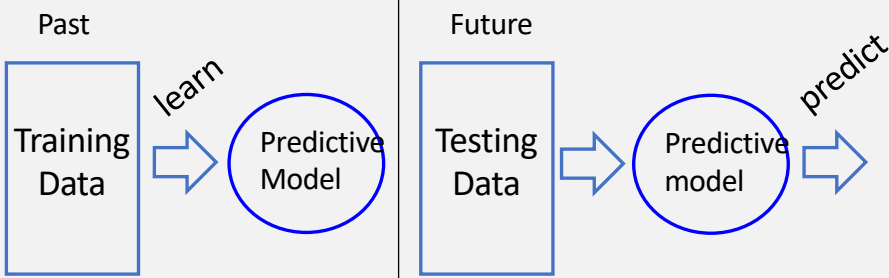 Past
learn
Training
Data
Predictive
Model
Future
Testing
Data
Predictive
model
predict